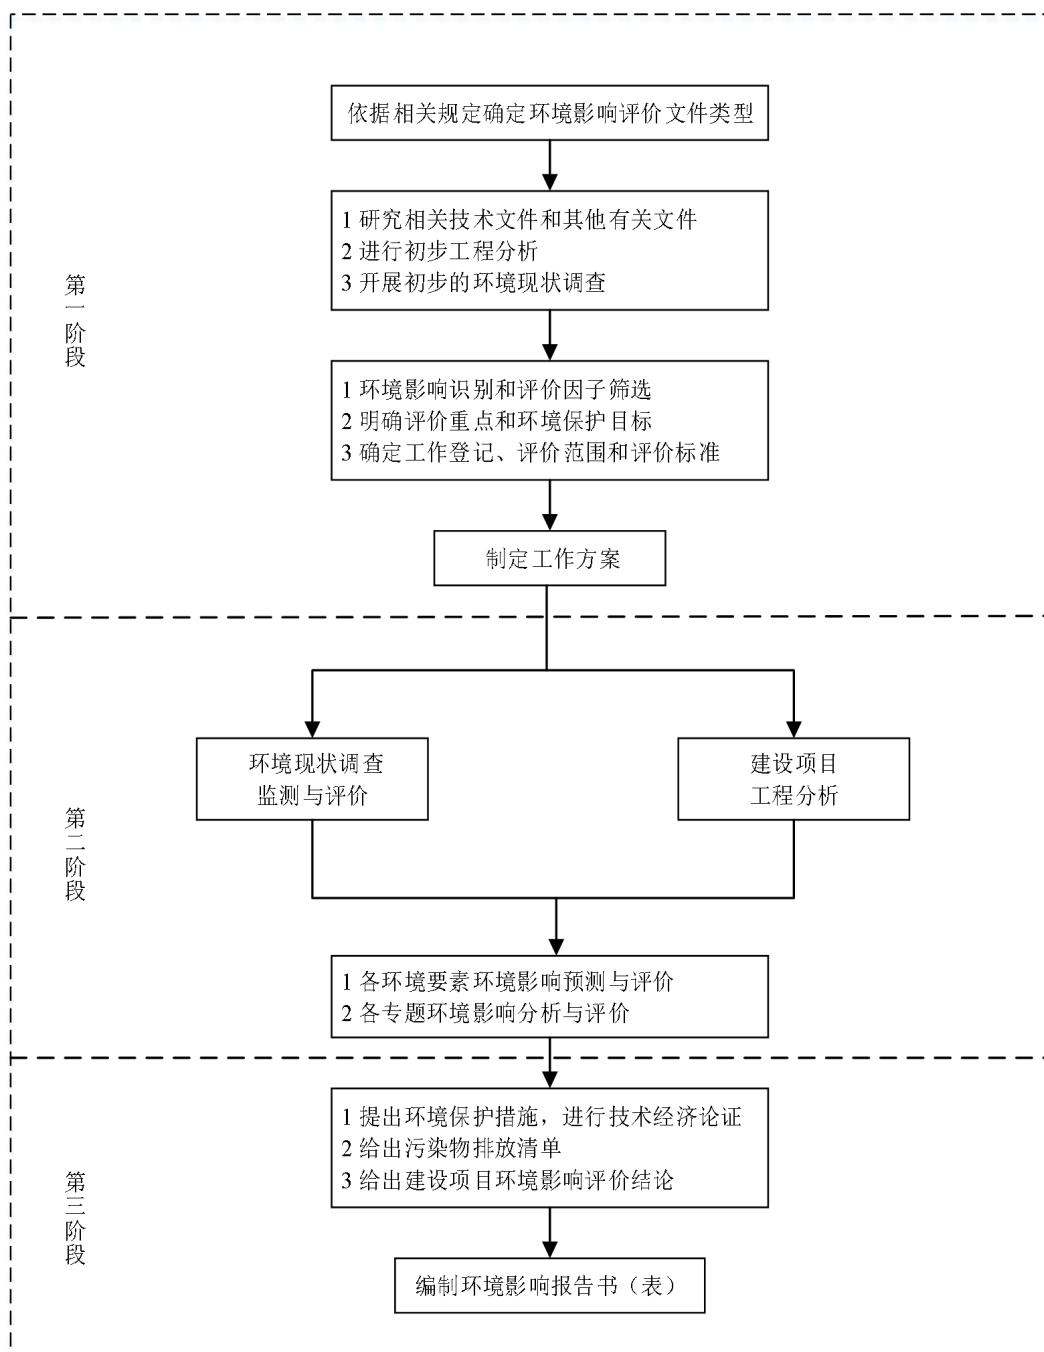 依据相关规定确定环境影响评价文件类型
1 研究相关技术文件和其他有关文件
2 进行初步工程分析
3 开展初步的环境现状调查
第一阶段
1 环境影响识别和评价因子筛选
2 明确评价重点和环境保护目标
3 确定工作登记、评价范围和评价标准
制定工作方案
环境现状调查
监测与评价
建设项目
工程分析
第二阶段
1 各环境要素环境影响预测与评价
2 各专题环境影响分析与评价
1 提出环境保护措施，进行技术经济论证
2 给出污染物排放清单
3 给出建设项目环境影响评价结论
第三阶段
编制环境影响报告书（表）